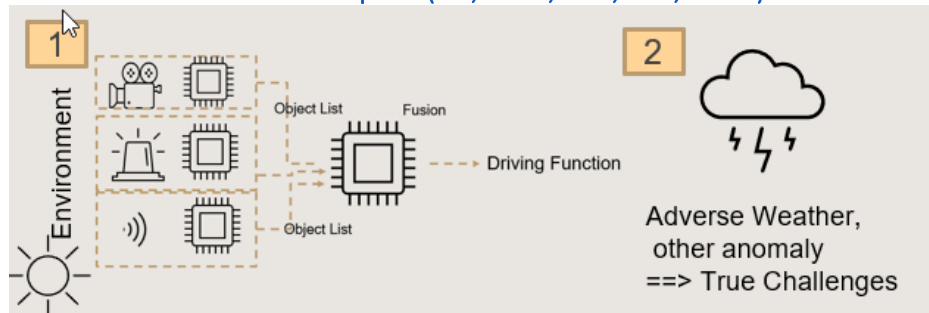 1
Environment
Object List
Fusion
Driving Function
Object List
2
Adverse Weather,
other anomaly
==> True Challenges